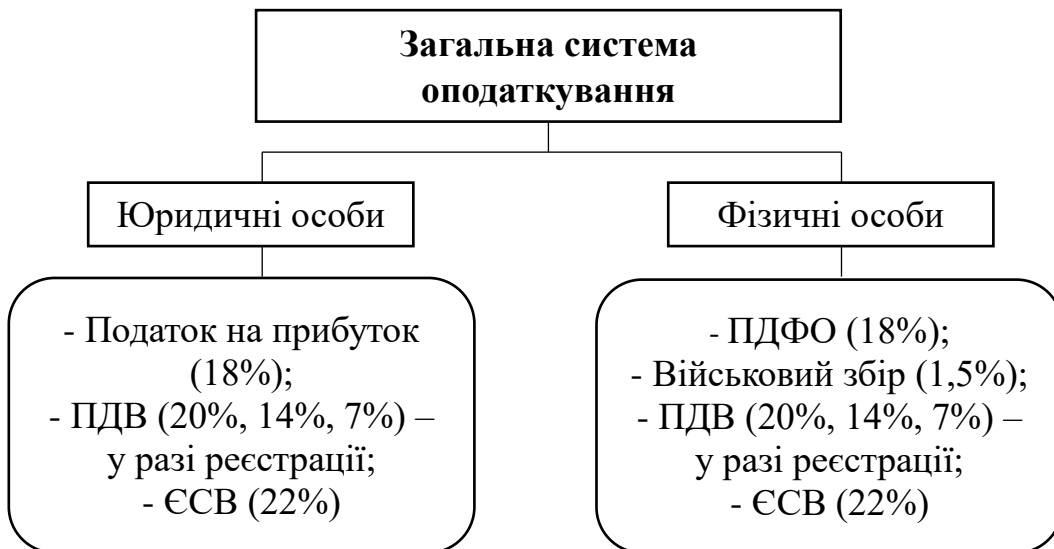 Загальна система
оподаткування
Юридичні особи
Фізичні особи
- Податок на прибуток
(18%);
- ПДВ (20%, 14%, 7%) –
у разі реєстрації;
- ЄСВ (22%)
- ПДФО (18%);
- Військовий збір (1,5%);
- ПДВ (20%, 14%, 7%) –
у разі реєстрації;
- ЄСВ (22%)